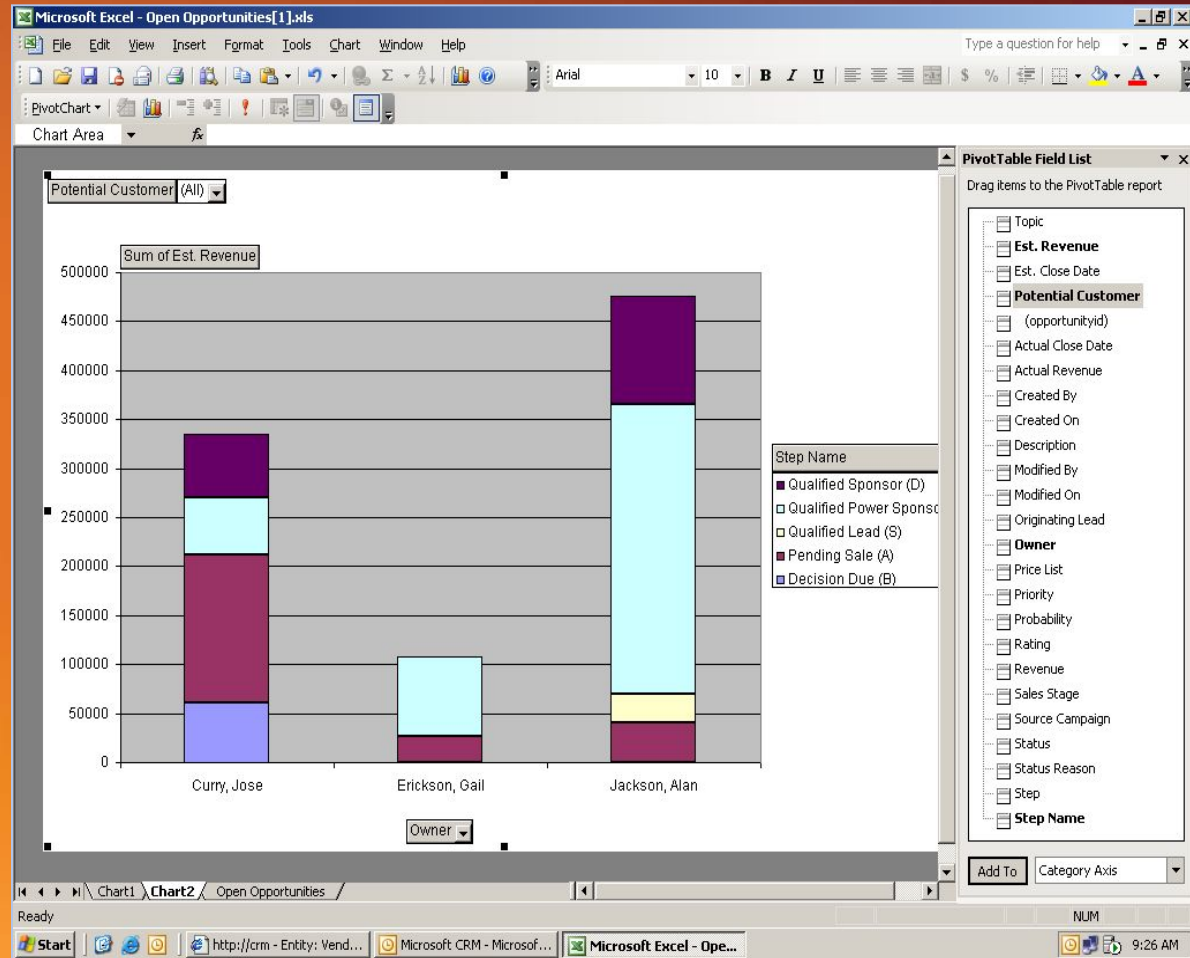 Microsoft Excel - Open Opportunities[1].xls
File Edit View Insert Format Tools Chart Window Help
Type a question for help
Arial 10 B I U $ % A
PivotChart
Chart Area fx
Potential Customer (All)
Sum of Est. Revenue
500000
450000
400000
350000
300000
250000
200000
150000
100000
50000
0
Curry, Jose Erickson, Gail Jackson, Alan
Owner
Step Name
Qualified Sponsor (D)
Qualified Power Sponso
Qualified Lead (S)
Pending Sale (A)
Decision Due (B)
PivotTable Field List
Drag items to the PivotTable report
Topic
Est. Revenue
Est. Close Date
Potential Customer
(opportunityid)
Actual Close Date
Actual Revenue
Created By
Created On
Description
Modified By
Modified On
Originating Lead
Owner
Price List
Priority
Probability
Rating
Revenue
Sales Stage
Source Campaign
Status
Status Reason
Step
Step Name
Add To Category Axis
Chart1 Chart2 Open Opportunities
Ready NUM
Start http://crm - Entity: Vend... Microsoft CRM - Microsof... Microsoft Excel - Ope... 9:26 AM